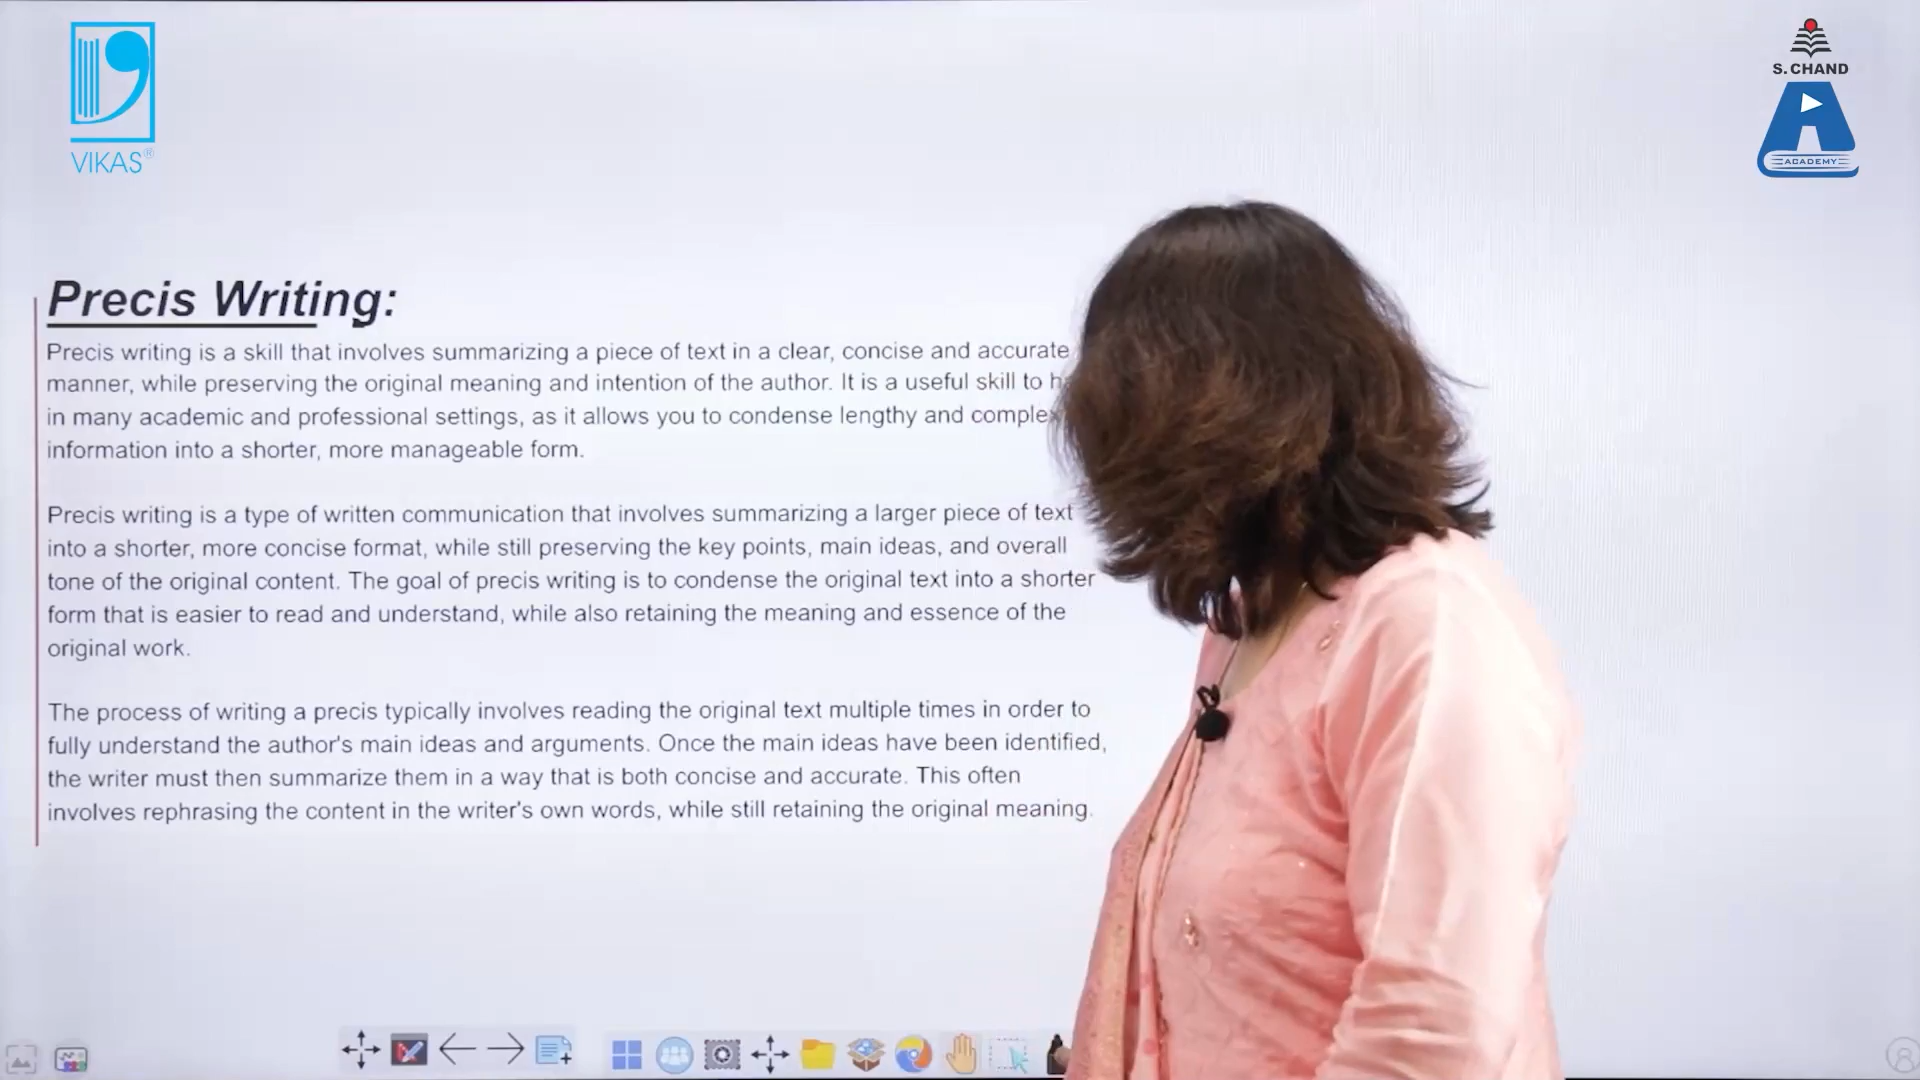 VIKAS®
S. CHAND
ACADEMY
Precis Writing:
Precis writing is a skill that involves summarizing a piece of text in a clear, concise and accurate
manner, while preserving the original meaning and intention of the author. It is a useful skill to
in many academic and professional settings, as it allows you to condense lengthy and complex
information into a shorter, more manageable form.
Precis writing is a type of written communication that involves summarizing a larger piece of text
into a shorter, more concise format, while still preserving the key points, main ideas, and overall
tone of the original content. The goal of precis writing is to condense the original text into a shorter
form that is easier to read and understand, while also retaining the meaning and essence of the
original work.
The process of writing a precis typically involves reading the original text multiple times in order to
fully understand the author's main ideas and arguments. Once the main ideas have been identified,
the writer must then summarize them in a way that is both concise and accurate. This often
involves rephrasing the content in the writer's own words, while still retaining the original meaning.